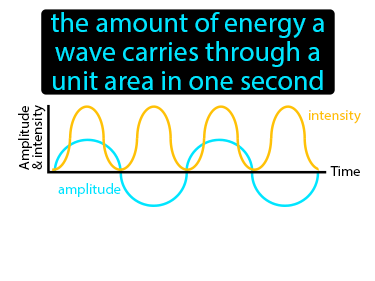 the amount of energy a
wave carries through a
unit area in one second
Amplitude
& intensity
intensity
amplitude
Time